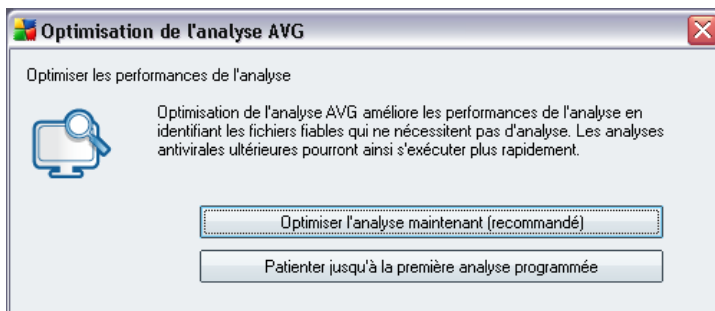 Optimisation de l'analyse AVG
Optimiser les performances de l'analyse
Optimisation de l'analyse AVG améliore les performances de l'analyse en
identifiant les fichiers fiables qui ne nécessitent pas d'analyse. Les analyses
antivirales ultérieures pourront ainsi s'exécuter plus rapidement.
Optimiser l'analyse maintenant (recommandé)
Patienter jusqu'à la première analyse programmée